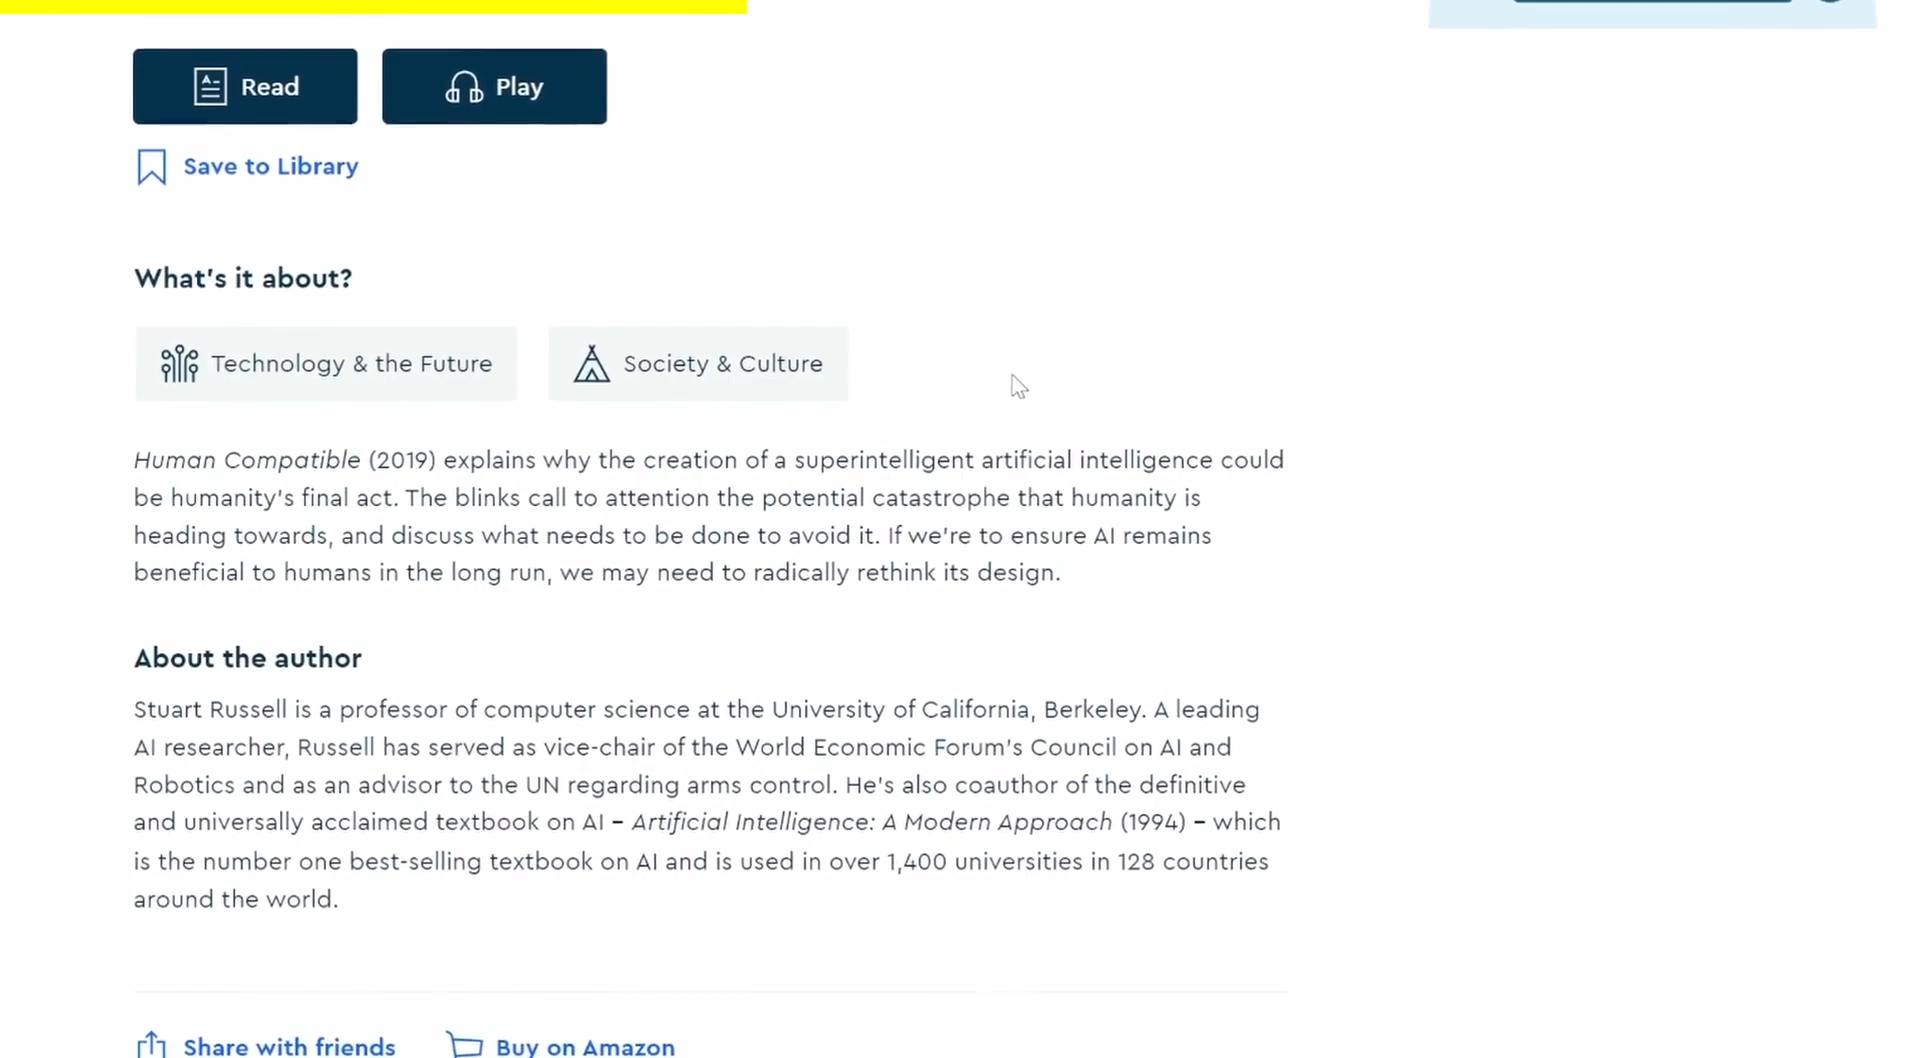 Read
Play
Save to Library
What's it about?
Technology & the Future
Society & Culture
Human Compatible (2019) explains why the creation of a superintelligent artificial intelligence could
be humanity's final act. The blinks call to attention the potential catastrophe that humanity is
heading towards, and discuss what needs to be done to avoid it. If we're to ensure AI remains
beneficial to humans in the long run, we may need to radically rethink its design.
About the author
Stuart Russell is a professor of computer science at the University of California, Berkeley. A leading
AI researcher, Russell has served as vice-chair of the World Economic Forum's Council on AI and
Robotics and as an advisor to the UN regarding arms control. He's also coauthor of the definitive
and universally acclaimed textbook on AI – Artificial Intelligence: A Modern Approach (1994) – which
is the number one best-selling textbook on AI and is used in over 1,400 universities in 128 countries
around the world.
Share with friends
Buy on Amazon